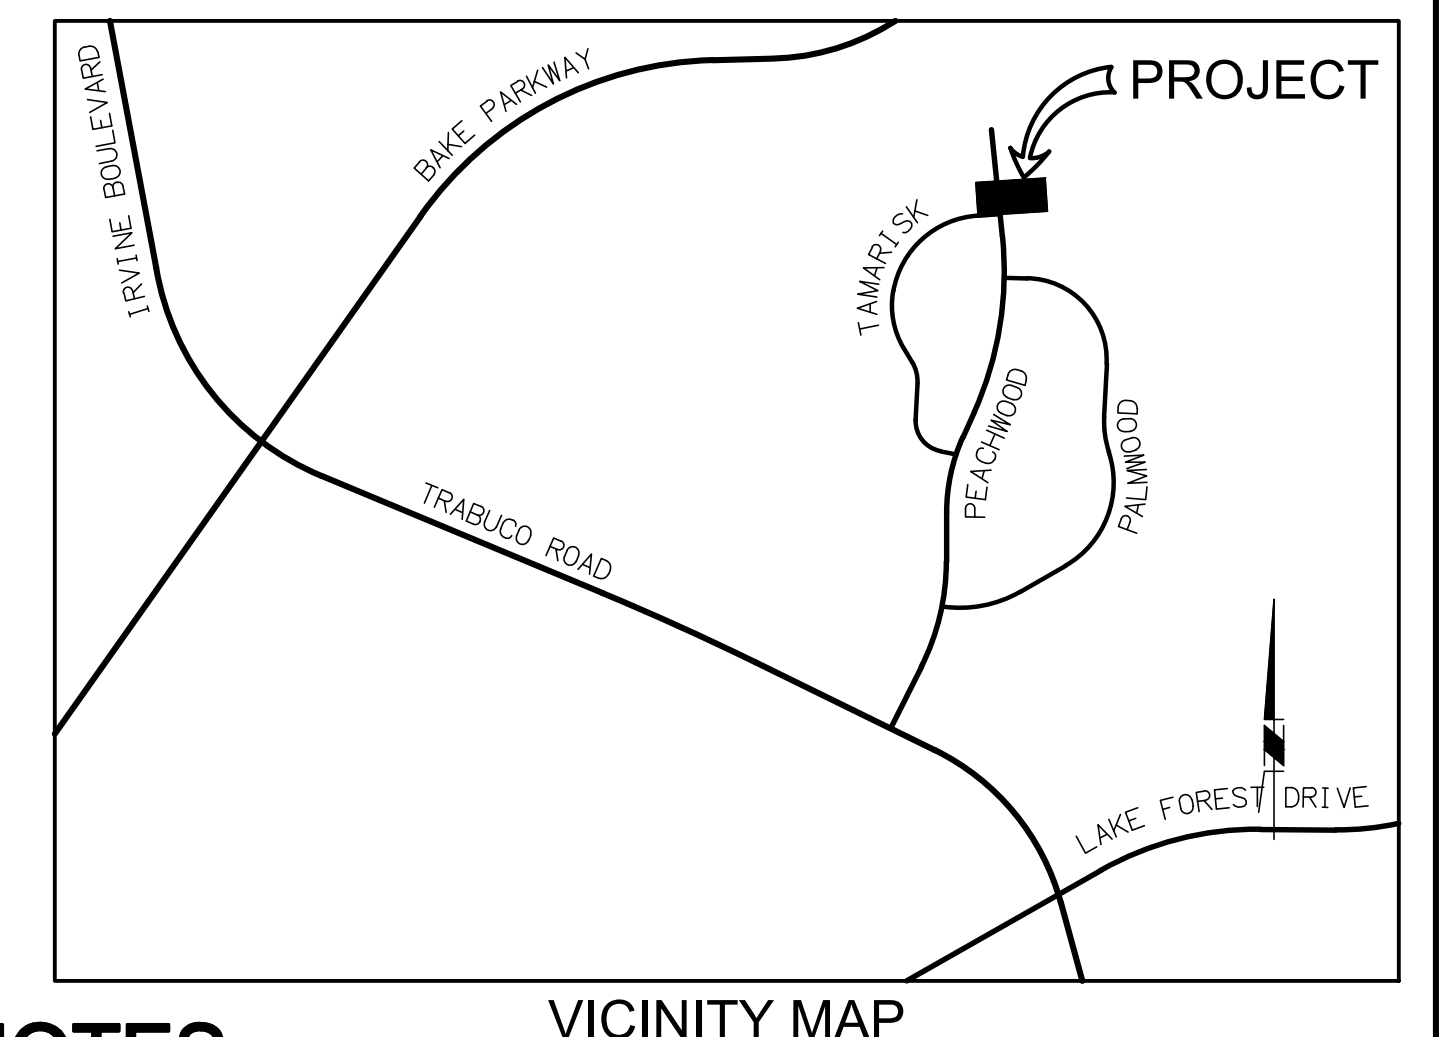 IRVINE BOULEVARD
BAKE PARKWAY
PROJECT
TAMARISK
PEACHWOOD
PALMWOOD
TRABUCO ROAD
LAKE FOREST DRIVE
VICINITY MAP